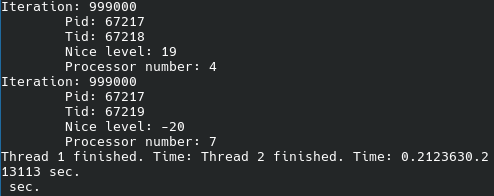 Iteration: 999000
Pid: 67217
Tid: 67218
Nice level: 19
Processor number: 4
Iteration: 999000
Pid: 67217
Tid: 67219
Nice level: -20
Processor number: 7
Thread 1 finished. Time: Thread 2 finished. Time: 0.2123630.2
13113 sec.
sec.